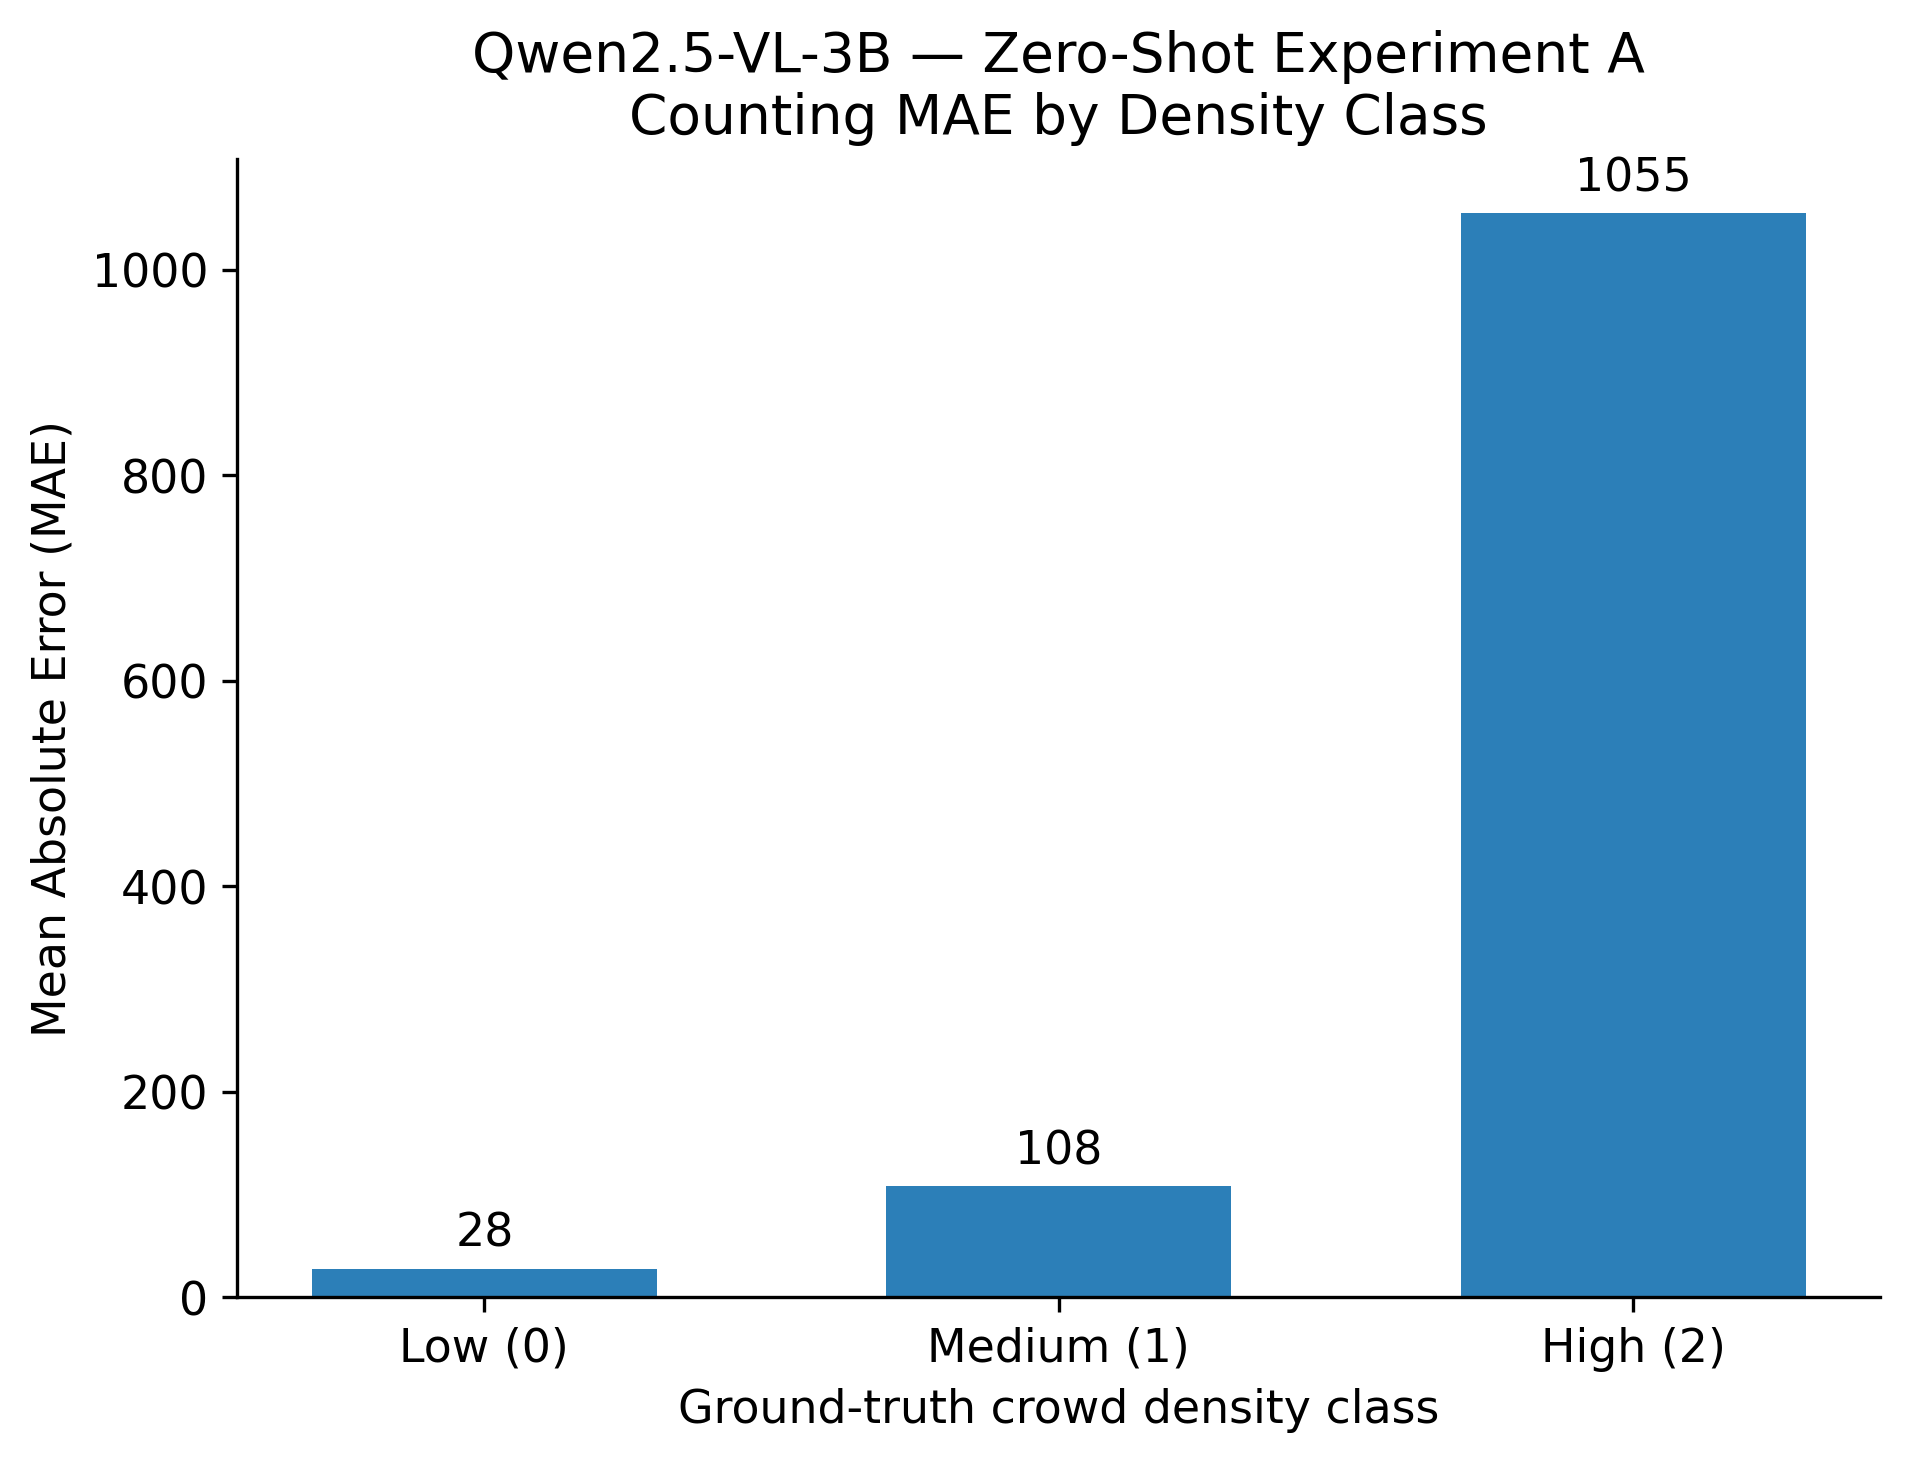 Qwen2.5-VL-3B — Zero-Shot Experiment A
Counting MAE by Density Class
1055
1000
800
600
400
200
0
Mean Absolute Error (MAE)
28
108
Low (0)
Medium (1)
High (2)
Ground-truth crowd density class